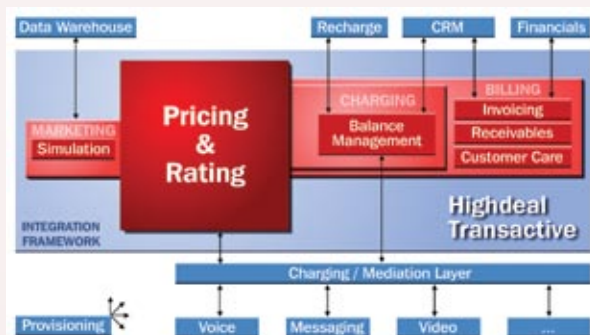 Data Warehouse
Recharge
CRM
Financials
MARKETING
Simulation
Pricing
&
Rating
CHARGING
Balance
Management
BILLING
Invoicing
Receivables
Customer Care
INTEGRATION
FRAMEWORK
Highdeal
Transactive
Charging / Mediation Layer
Provisioning
Voice
Messaging
Video
...